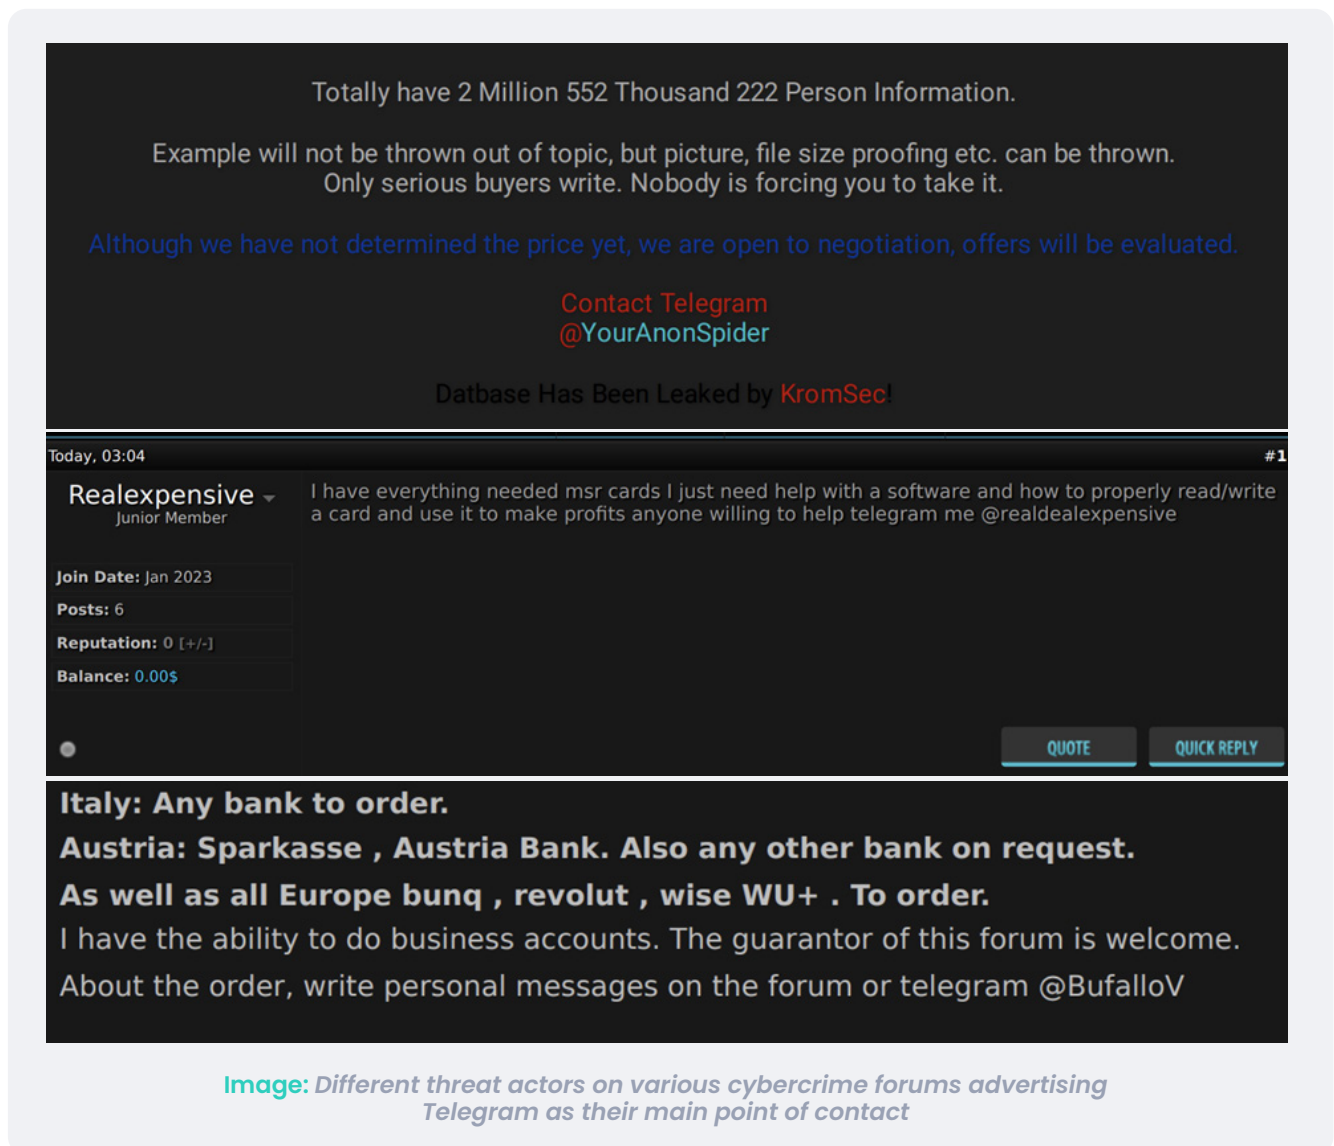 Totally have 2 Million 552 Thousand 222 Person Information.
Example will not be thrown out of topic, but picture, file size proofing etc. can be thrown.
Only serious buyers write. Nobody is forcing you to take it.
Although we have not determined the price yet, we are open to negotiation, offers will be evaluated.
Contact Telegram
@YourAnonSpider
Datbase Has Been Leaked by KromSec!
Today, 03:04 #1
Realexpensive
Junior Member
I have everything needed msr cards I just need help with a software and how to properly read/write
a card and use it to make profits anyone willing to help telegram me @realdealexpensive
Join Date: Jan 2023
Posts: 6
Reputation: 0 [+/-]
Balance: 0.00$
QUOTE QUICK REPLY
Italy: Any bank to order.
Austria: Sparkasse , Austria Bank. Also any other bank on request.
As well as all Europe bunq , revolut , wise WU+ . To order.
I have the ability to do business accounts. The guarantor of this forum is welcome.
About the order, write personal messages on the forum or telegram @BufalloV
Image: Different threat actors on various cybercrime forums advertising
Telegram as their main point of contact